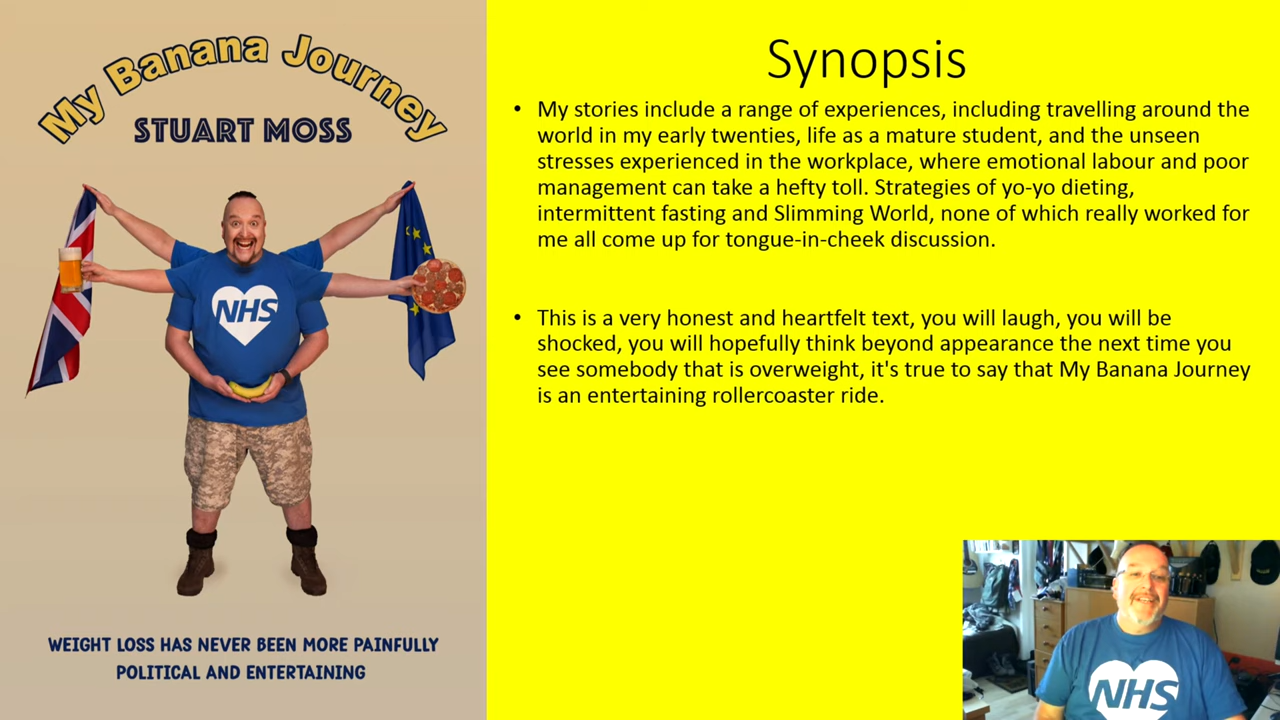 My Banana Journey
STUART MOSS
NHS
WEIGHT LOSS HAS NEVER BEEN MORE PAINFULLY
POLITICAL AND ENTERTAINING
Synopsis
• My stories include a range of experiences, including travelling around the
world in my early twenties, life as a mature student, and the unseen
stresses experienced in the workplace, where emotional labour and poor
management can take a hefty toll. Strategies of yo-yo dieting,
intermittent fasting and Slimming World, none of which really worked for
me all come up for tongue-in-cheek discussion.
• This is a very honest and heartfelt text, you will laugh, you will be
shocked, you will hopefully think beyond appearance the next time you
see somebody that is overweight, it's true to say that My Banana Journey
is an entertaining rollercoaster ride.
NHS